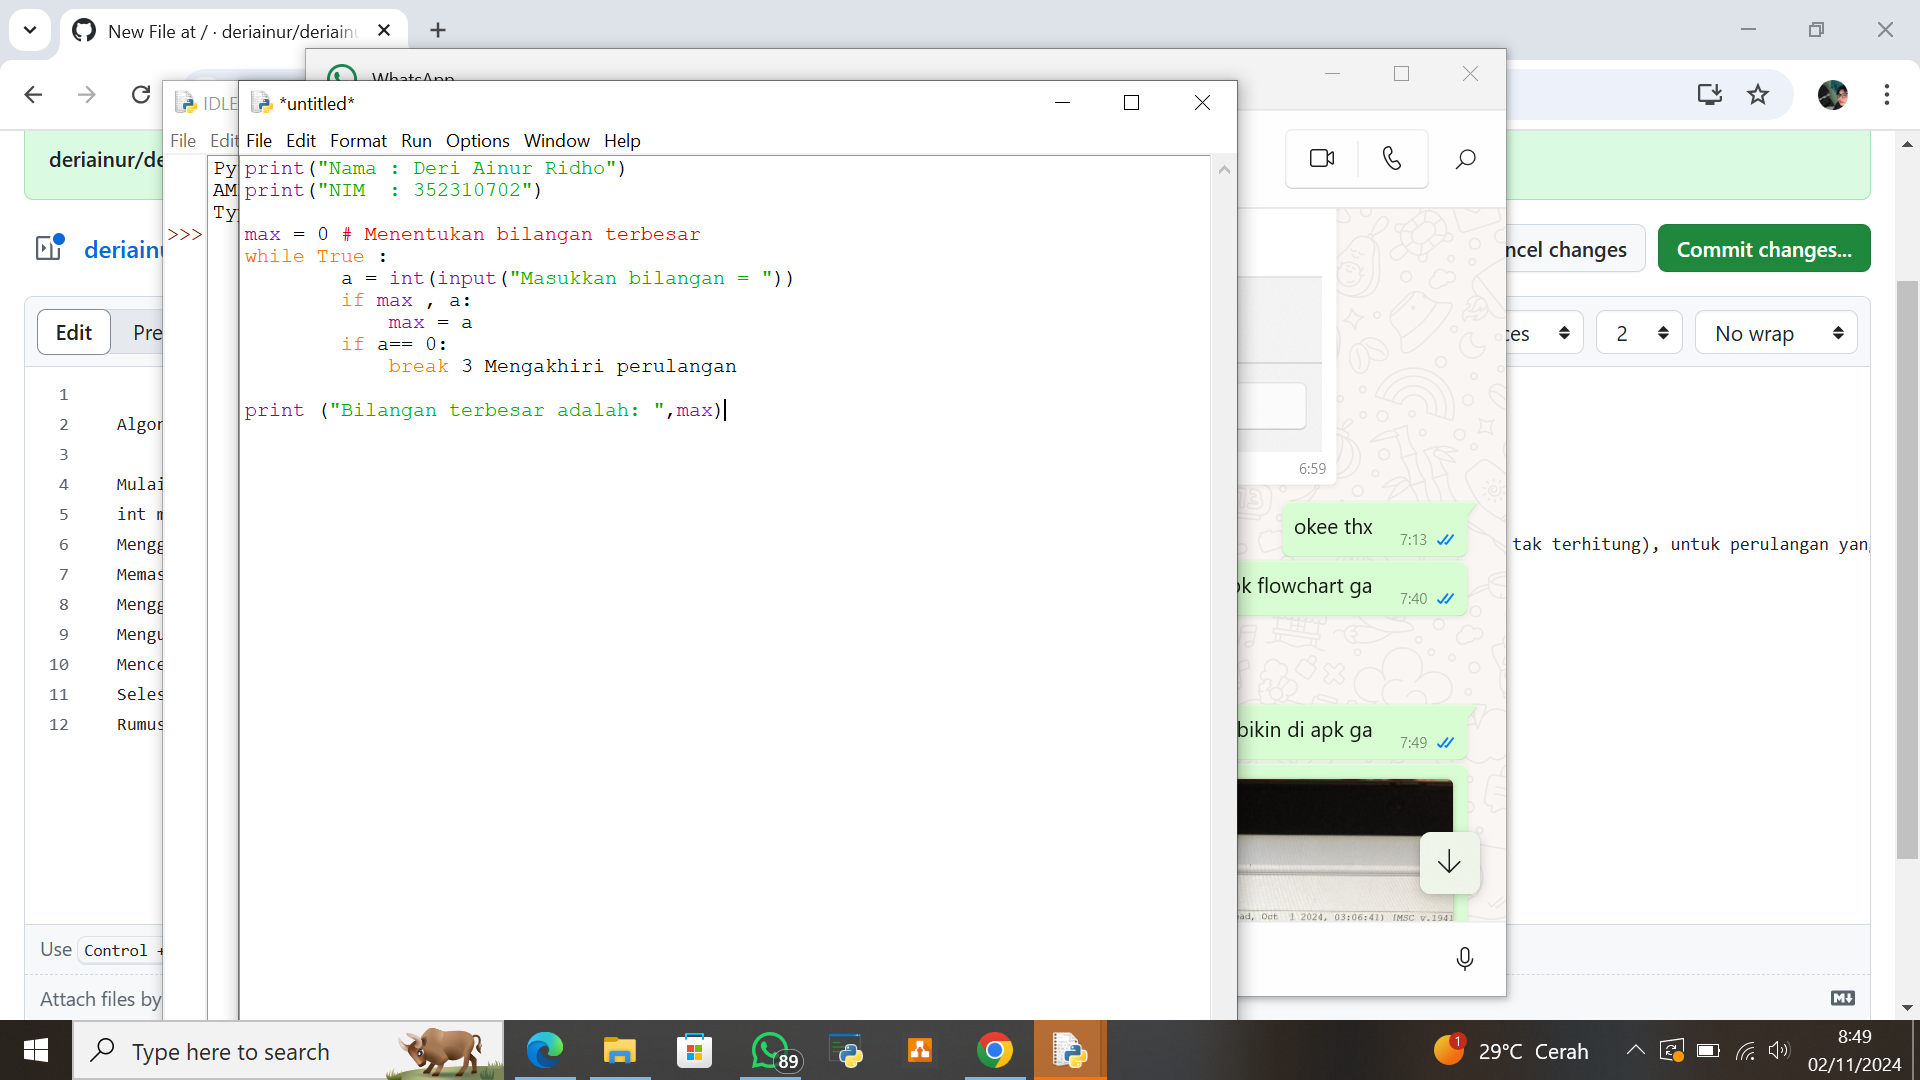 New File at / · deriainur/deriainu
WhatsApp
IDLE
*untitled*
File Edit
File Edit Format Run Options Window Help
deriainur/de
Py
AM
Ty
>>>
print("Nama : Deri Ainur Ridho")
print("NIM  : 352310702")
max = 0 # Menentukan bilangan terbesar
while True :
a = int(input("Masukkan bilangan = "))
if max , a:
max = a
if a== 0:
break 3 Mengakhiri perulangan
print ("Bilangan terbesar adalah: ",max)
deriainu
ncel changes
Commit changes...
Edit
Pre
ces
2
No wrap
1
2 Algor
3
4 Mulai
5 int m
6 Mengg
tak terhitung), untuk perulangan yan
7 Memas
8 Mengg
9 Mengu
10 Mence
11 Seles
12 Rumus
6:59
okee thx
7:13
ok flowchart ga
7:40
bikin di apk ga
7:49
ad, Oct 1 2024, 03:06:41) [MSC v.1941
Use Control +
Attach files by
Type here to search
89
1
29°C Cerah
8:49
02/11/2024